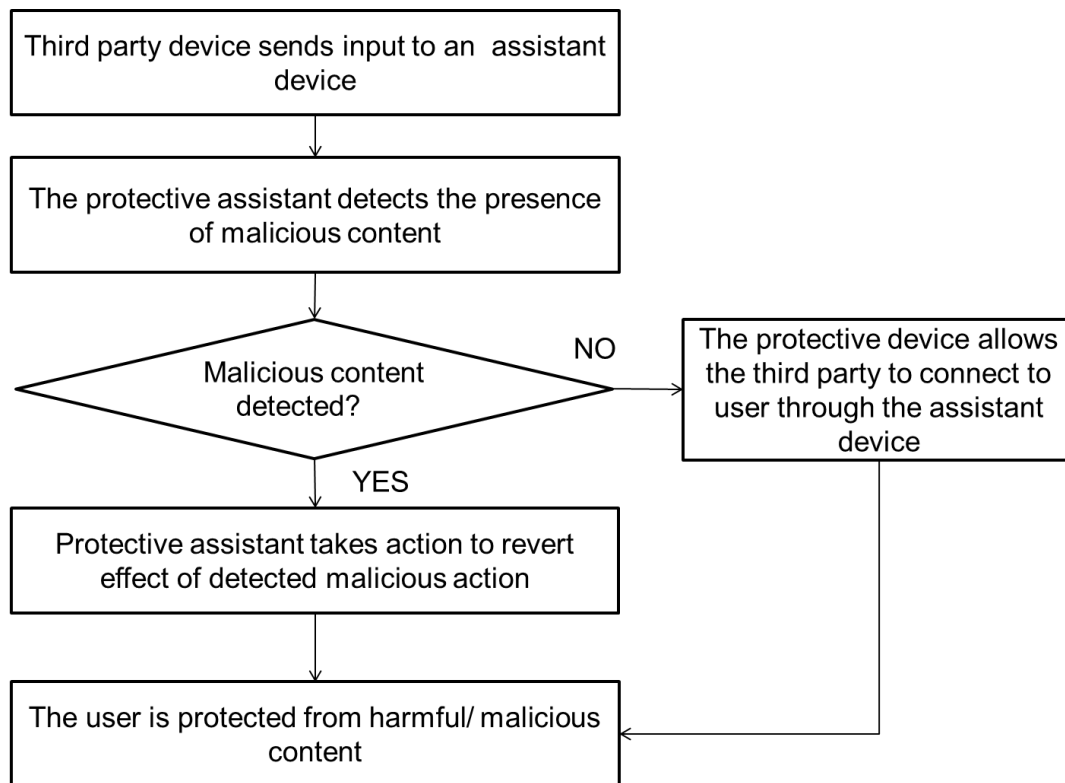 Third party device sends input to an assistant
device
The protective assistant detects the presence
of malicious content
Malicious content
detected?
NO
The protective device allows
the third party to connect to
user through the assistant
device
YES
Protective assistant takes action to revert
effect of detected malicious action
The user is protected from harmful/ malicious
content